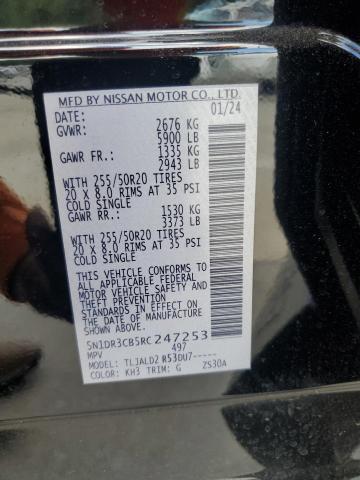 MFD BY NISSAN MOTOR CO., LTD.
DATE: 01/24
GVWR: 2676 KG
5900 LB
GAWR FR.: 1335 KG
2943 LB
WITH 255/50R20 TIRES
20 X 8.0 RIMS AT 35 PSI
COLD SINGLE
GAWR RR.: 1530 KG
3373 LB
WITH 255/50R20 TIRES
20 X 8.0 RIMS AT 35 PSI
COLD SINGLE
THIS VEHICLE CONFORMS TO
ALL APPLICABLE FEDERAL
THEFT PREVENTION AND SAFETY
STANDARDS IN EFFECT ON THE
DATE OF MANUFACTURE SHOWN
ABOVE.
5N1DR3CB5RC247253
MPV 497
MODEL: TLJALD2 R53DU7-----
COLOR: KH3 TRIM: G ZS30A